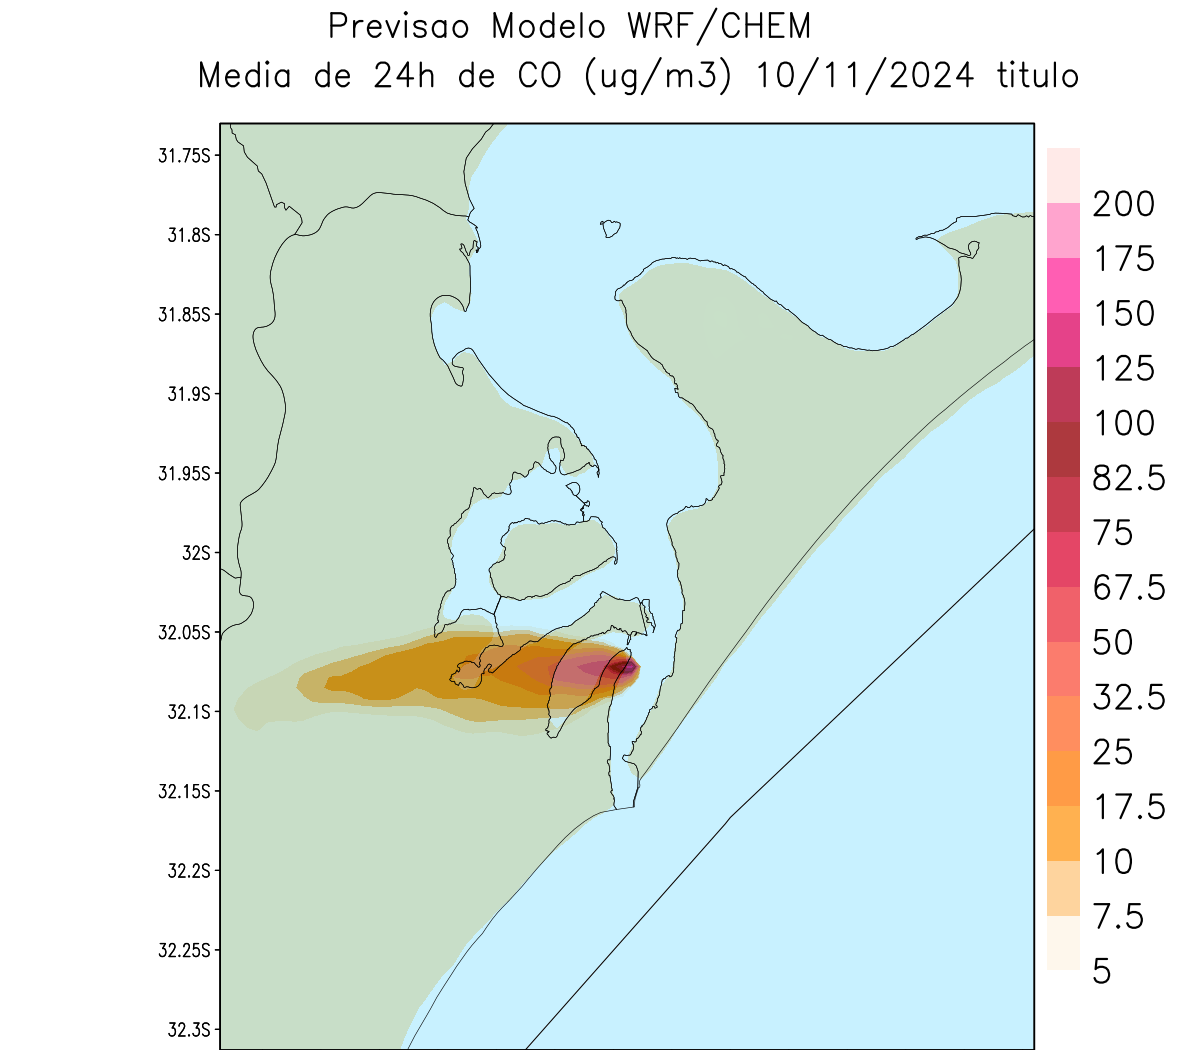 Previsao Modelo WRF/CHEM
Media de 24h de CO (ug/m3) 10/11/2024 titulo
31.75S
31.8S
31.85S
31.9S
31.95S
32S
32.05S
32.1S
32.15S
32.2S
32.25S
32.3S
200
175
150
125
100
82.5
75
67.5
50
32.5
25
17.5
10
7.5
5